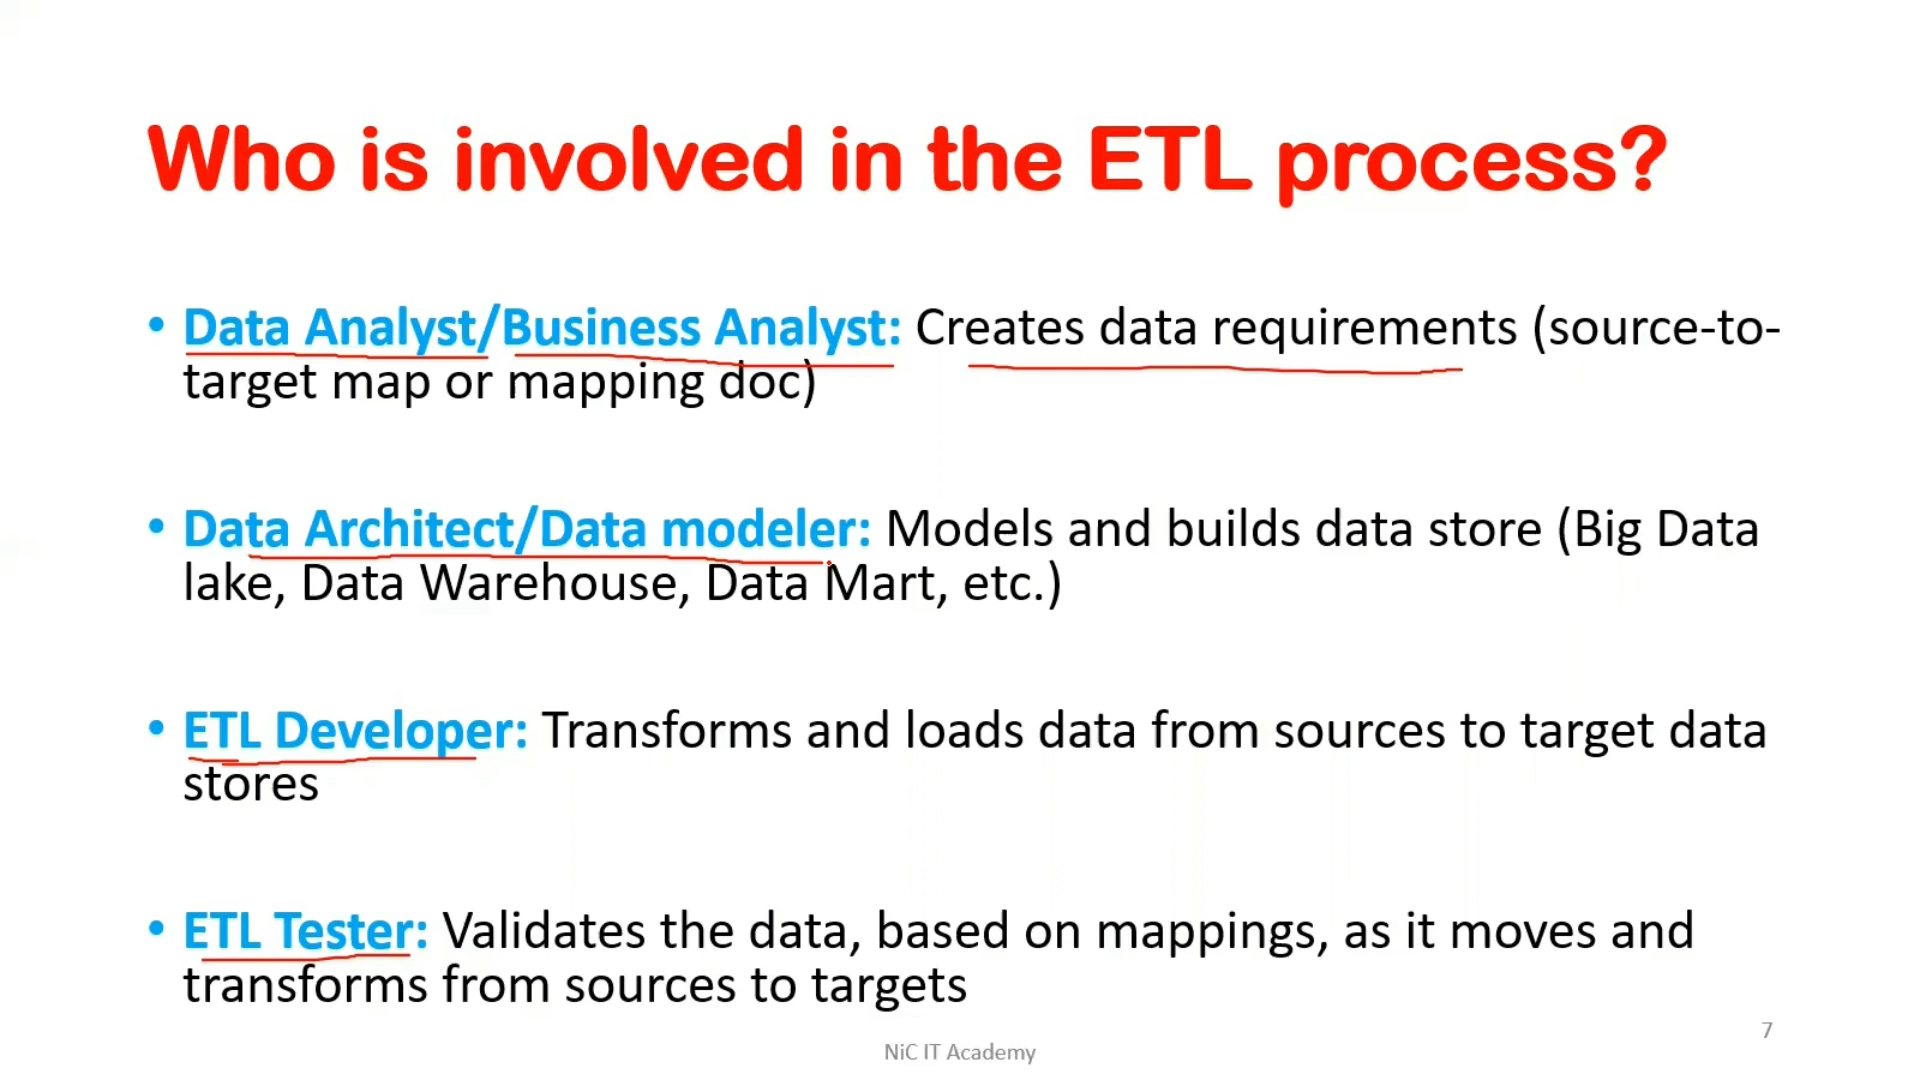 Who is involved in the ETL process?
• Data Analyst/Business Analyst: Creates data requirements (source-to-
target map or mapping doc)
• Data Architect/Data modeler: Models and builds data store (Big Data
lake, Data Warehouse, Data Mart, etc.)
• ETL Developer: Transforms and loads data from sources to target data
stores
• ETL Tester: Validates the data, based on mappings, as it moves and
transforms from sources to targets
7
NiC IT Academy